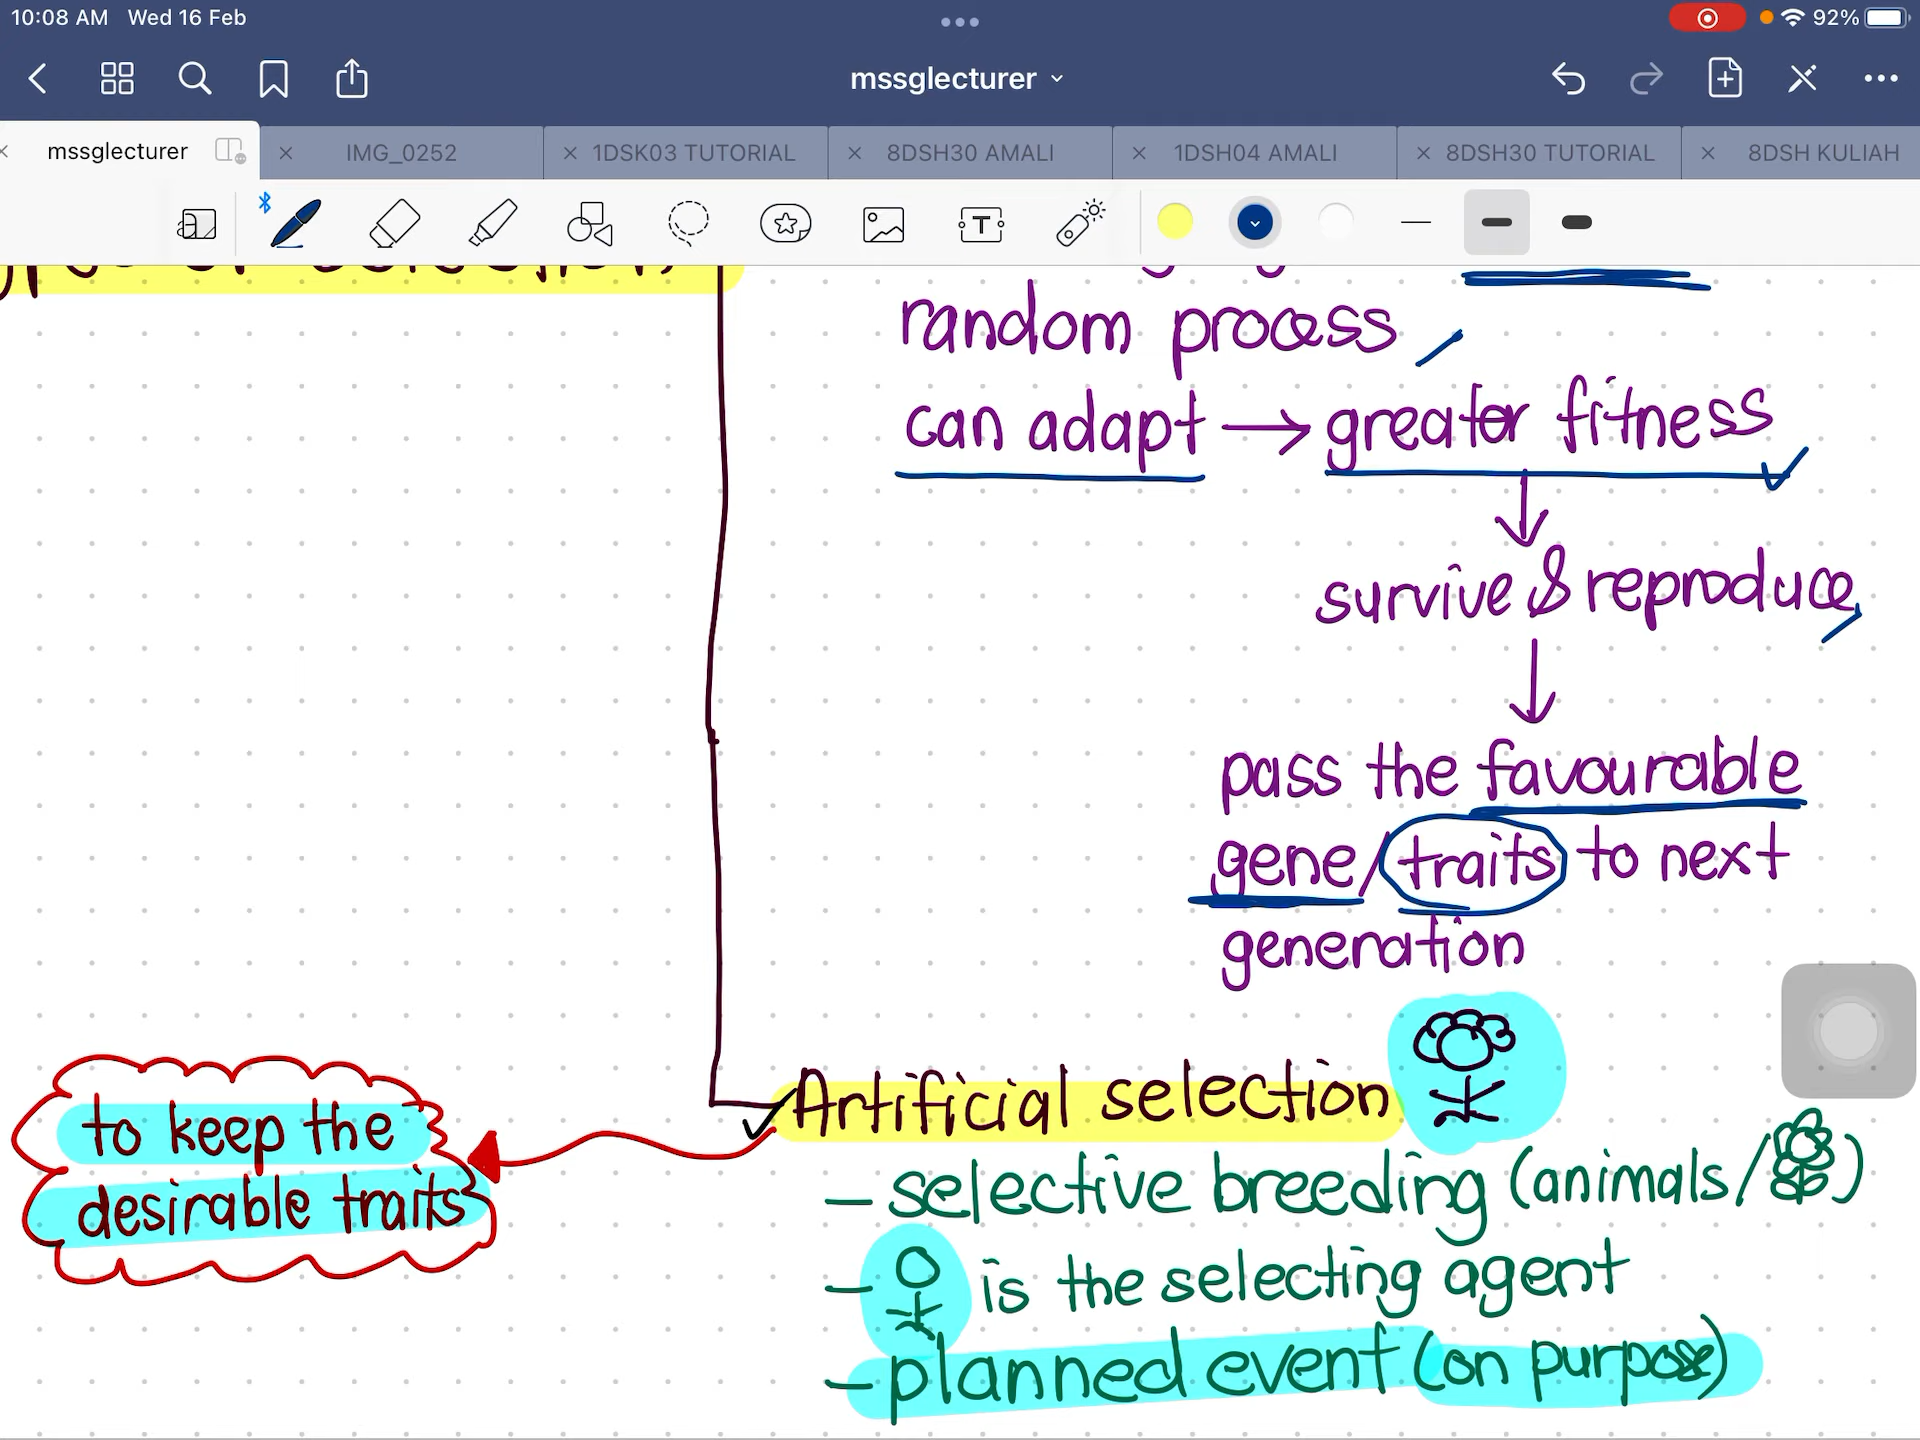 10:08 AM Wed 16 Feb
92%
mssglecturer
mssglecturer
IMG_0252
1DSK03 TUTORIAL
8DSH30 AMALI
1DSH04 AMALI
8DSH30 TUTORIAL
8DSH KULIAH
random process
can adapt → greater fitness
survive & reproduce
pass the favourable
gene/traits to next
generation
to keep the
desirable traits
Artificial selection
- selective breeding (animals/ )
- is the selecting agent
- planned event (on purpose)